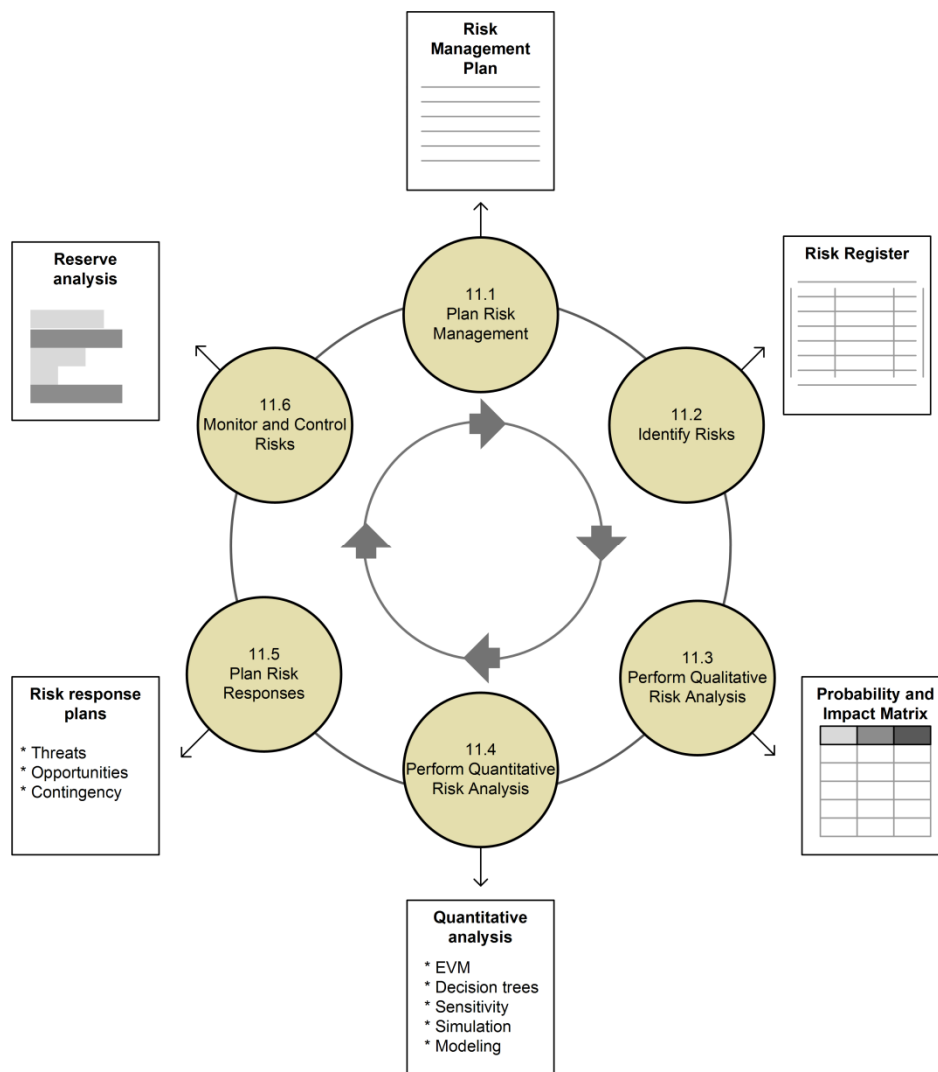 Risk
Management
Plan
Reserve
analysis
Risk Register
11.1
Plan Risk
Management
11.6
Monitor and Control
Risks
11.2
Identify Risks
11.5
Plan Risk
Responses
11.3
Perform Qualitative
Risk Analysis
11.4
Perform Quantitative
Risk Analysis
Risk response
plans
* Threats
* Opportunities
* Contingency
Probability and
Impact Matrix
Quantitative
analysis
* EVM
* Decision trees
* Sensitivity
* Simulation
* Modeling